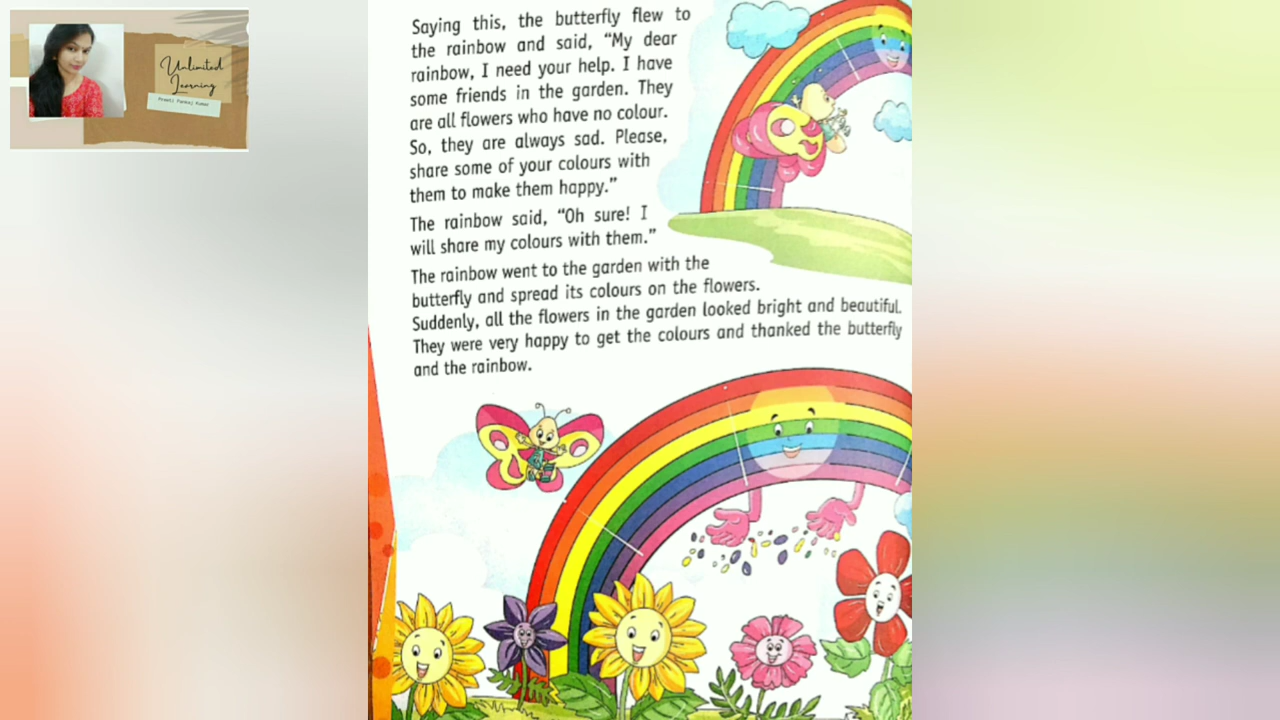 Unlimited
Learning
Preeti Pankaj Kumar
Saying this, the butterfly flew to
the rainbow and said, “My dear
rainbow, I need your help. I have
some friends in the garden. They
are all flowers who have no colour.
So, they are always sad. Please,
share some of your colours with
them to make them happy.”
The rainbow said, “Oh sure! I
will share my colours with them.”
The rainbow went to the garden with the
butterfly and spread its colours on the flowers.
Suddenly, all the flowers in the garden looked bright and beautiful.
They were very happy to get the colours and thanked the butterfly
and the rainbow.